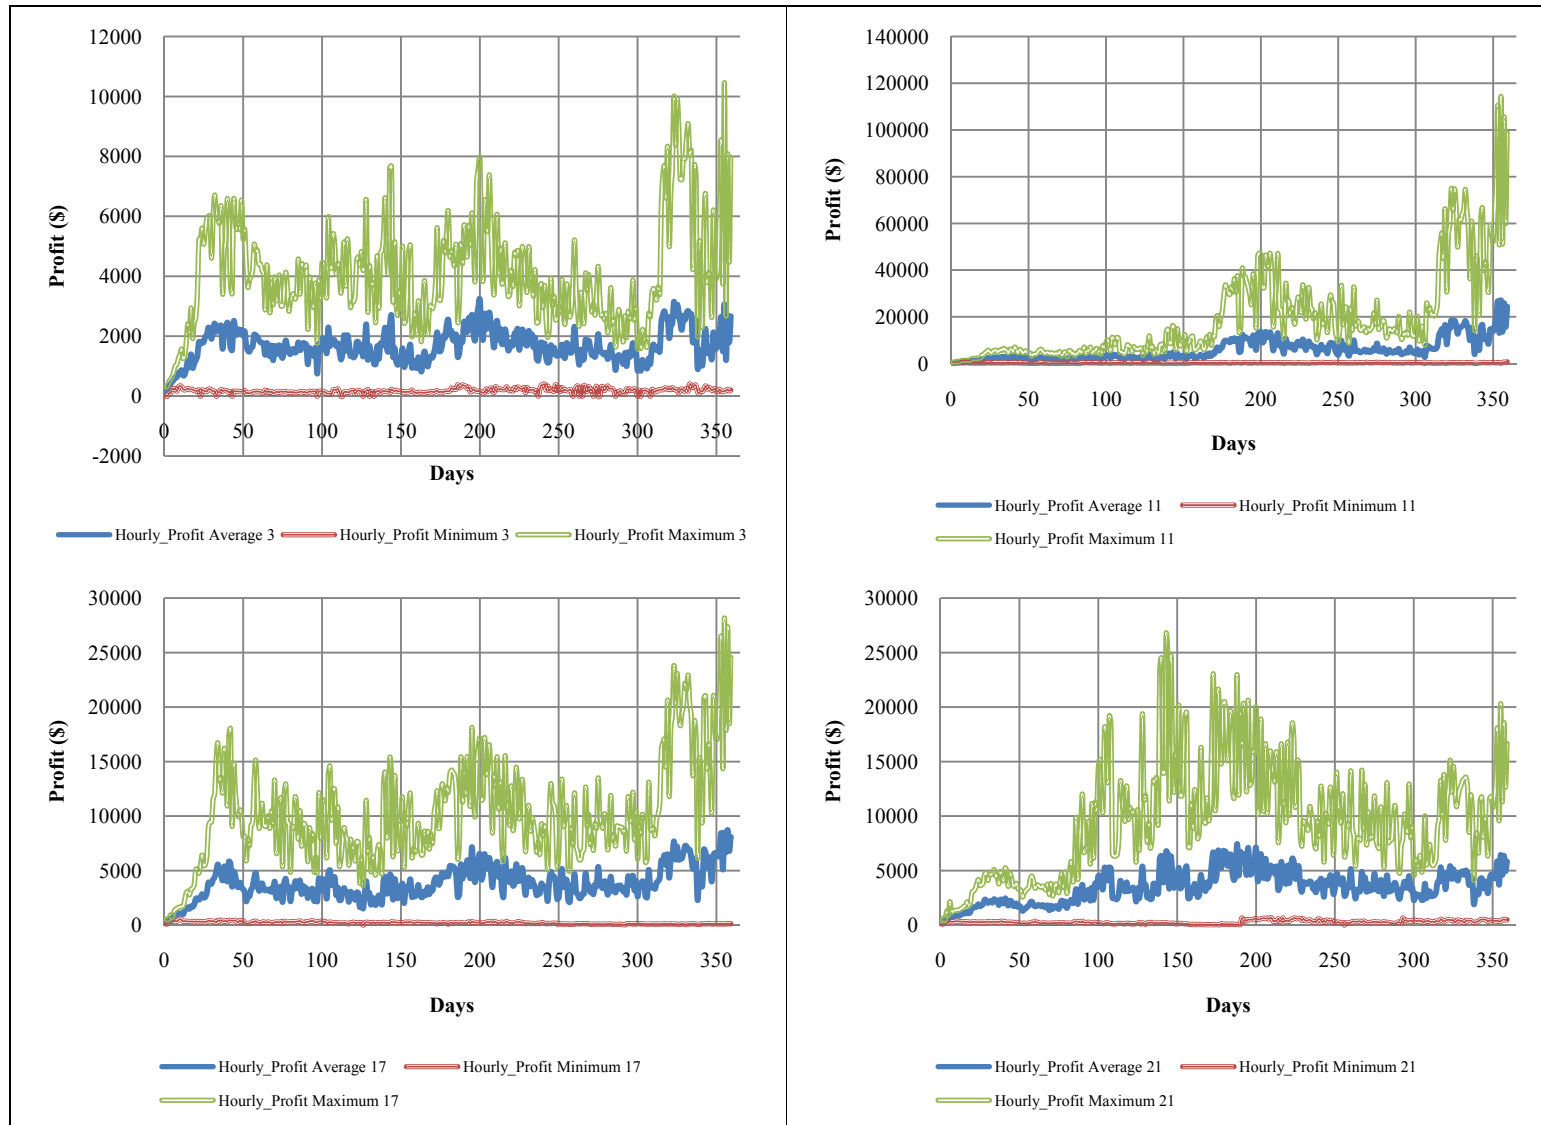 12000
10000
8000
6000
4000
2000
0
-2000
Profit ($)
0 50 100 150 200 250 300 350
Days
Hourly_Profit Average 3 Hourly_Profit Minimum 3 Hourly_Profit Maximum 3
140000
120000
100000
80000
60000
40000
20000
0
Profit ($)
0 50 100 150 200 250 300 350
Days
Hourly_Profit Average 11 Hourly_Profit Minimum 11
Hourly_Profit Maximum 11
30000
25000
20000
15000
10000
5000
0
Profit ($)
0 50 100 150 200 250 300 350
Days
Hourly_Profit Average 17 Hourly_Profit Minimum 17
Hourly_Profit Maximum 17
30000
25000
20000
15000
10000
5000
0
Profit ($)
0 50 100 150 200 250 300 350
Days
Hourly_Profit Average 21 Hourly_Profit Minimum 21
Hourly_Profit Maximum 21